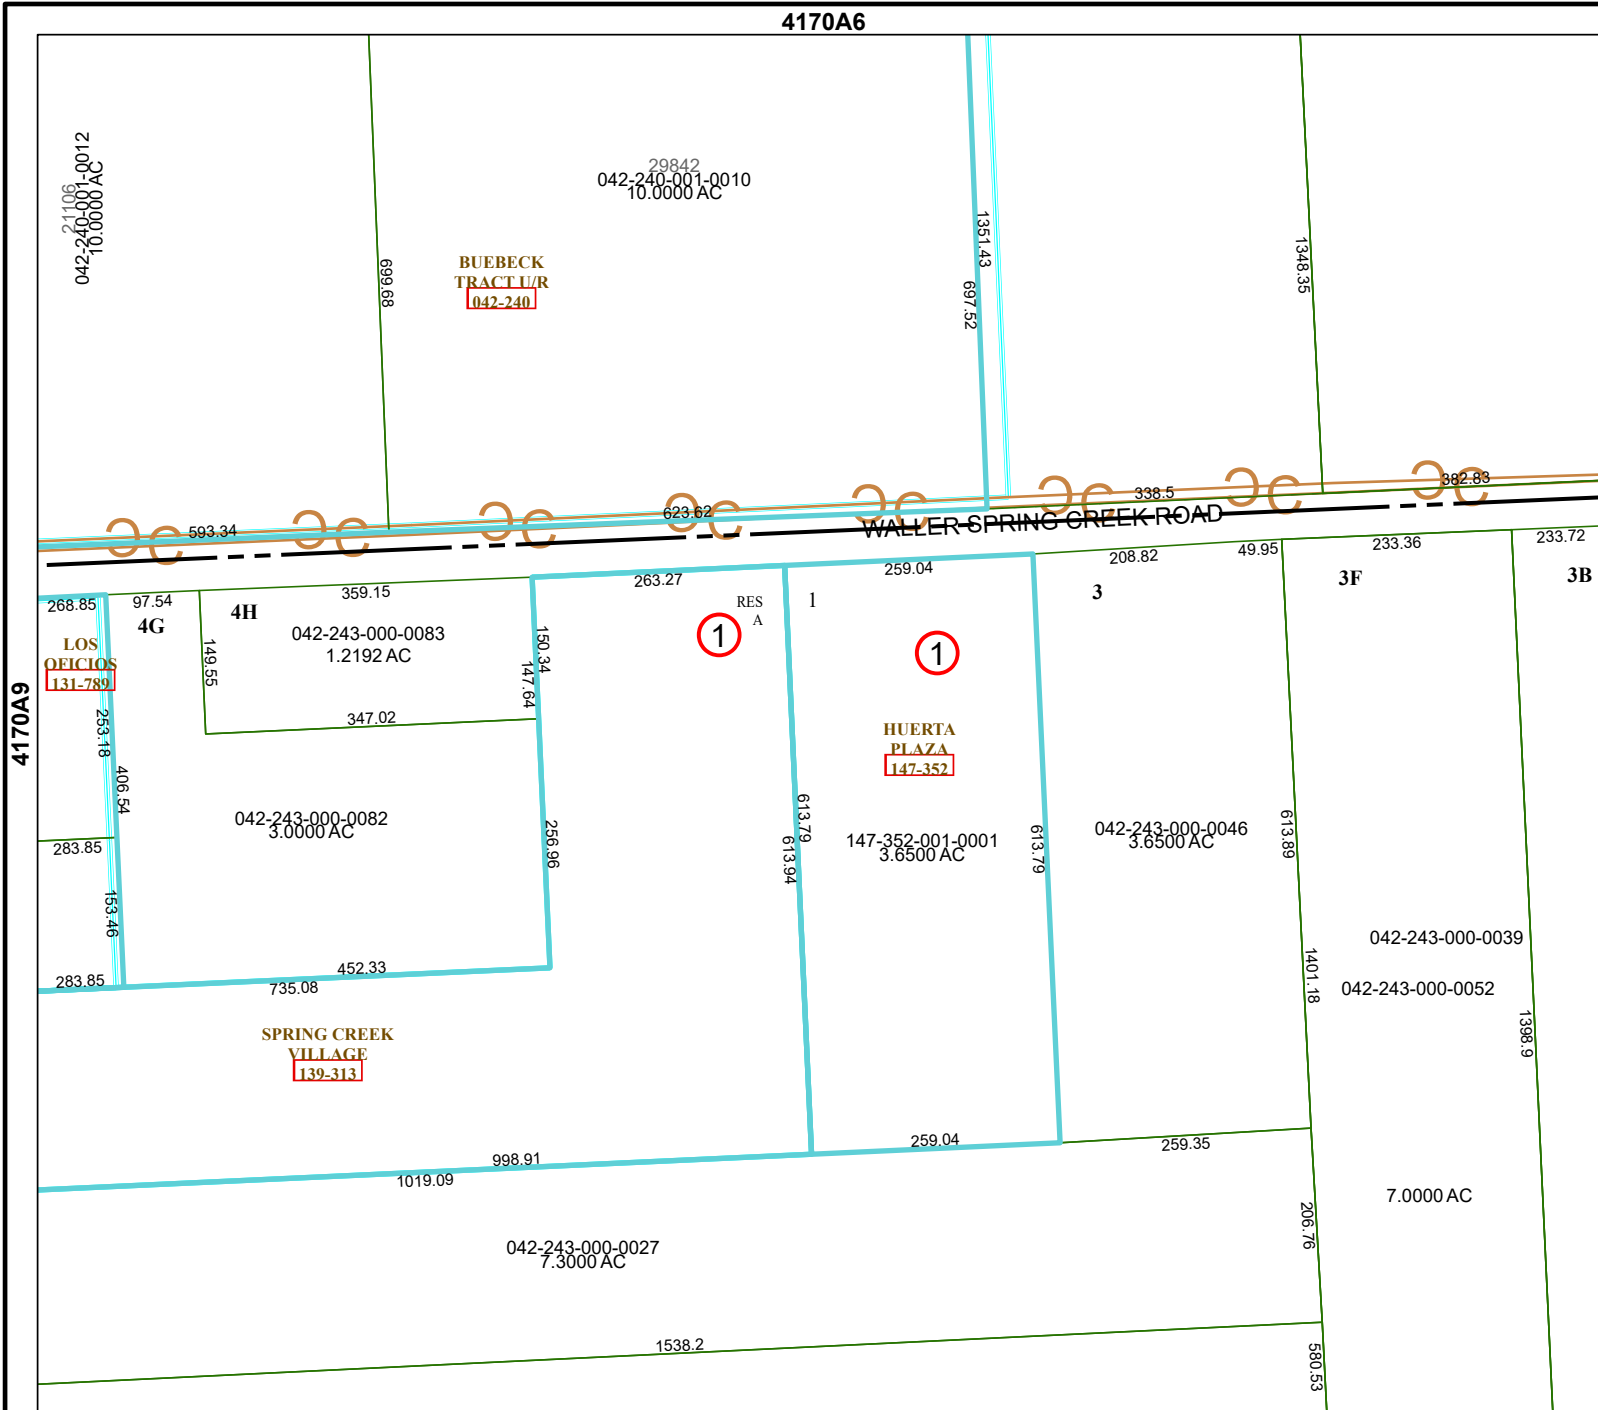 4170A6
21106
042-240-001-0012
10.0000 AC
29842
042-240-001-0010
10.0000 AC
BUEBECK
TRACT U/R
042-240
699.68
1351.43
697.52
1348.35
593.34
623.62
338.5
382.83
WALLER SPRING CREEK ROAD
268.85
97.54
359.15
263.27
259.04
208.82
49.95
233.36
233.72
4G
4H
RES
A
1
3
3F
3B
1
1
LOS
OFICIOS
131-789
042-243-000-0083
1.2192 AC
149.55
150.34
147.64
347.02
4170A9
253.18
406.54
HUERTA
PLAZA
147-352
042-243-000-0082
3.0000 AC
256.96
613.79
613.94
147-352-001-0001
3.6500 AC
613.79
042-243-000-0046
3.6500 AC
613.89
283.85
153.46
042-243-000-0039
042-243-000-0052
1401.18
1398.9
283.85
452.33
735.08
SPRING CREEK
VILLAGE
139-313
998.91
1019.09
259.04
259.35
7.0000 AC
206.76
042-243-000-0027
7.3000 AC
1538.2
580.53